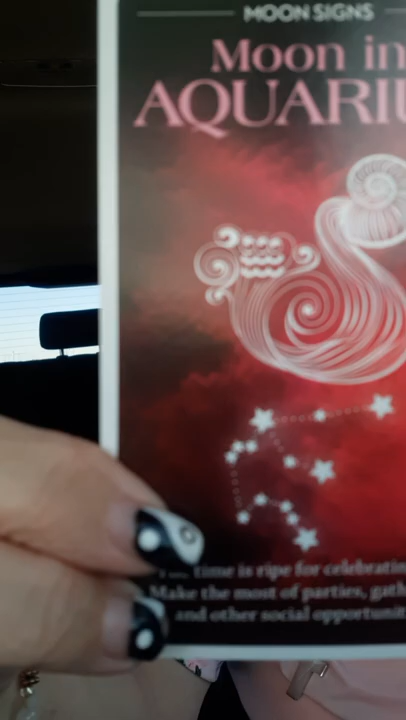 MOON SIGNS
Moon in
AQUARIU
time is ripe for celebratin
Make the most of parties, gath
and other social opportunit